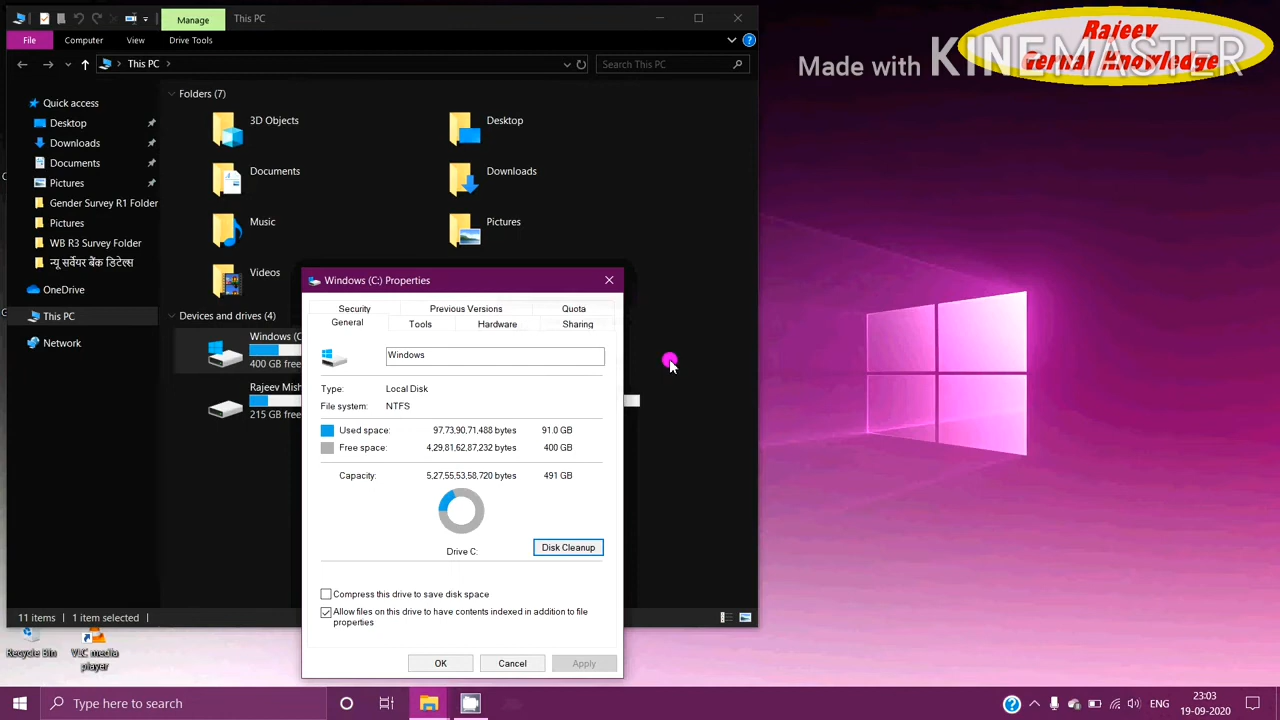 Manage
This PC
File
Computer
View
Drive Tools
This PC
Search This PC
Quick access
Desktop
Downloads
Documents
Pictures
Gender Survey R1 Folder
Pictures
WB R3 Survey Folder
न्यू सर्वेयर बैंक डिटेल्स
OneDrive
This PC
Network
Folders (7)
3D Objects
Desktop
Documents
Downloads
Music
Pictures
Videos
Devices and drives (4)
Windows (C
400 GB free
Rajeev Mish
215 GB free
11 items
1 item selected
Windows (C:) Properties
Security
Previous Versions
Quota
General
Tools
Hardware
Sharing
Windows
Type: Local Disk
File system: NTFS
Used space: 97,73,90,71,488 bytes 91.0 GB
Free space: 4,29,81,62,87,232 bytes 400 GB
Capacity: 5,27,55,53,58,720 bytes 491 GB
Drive C:
Disk Cleanup
Compress this drive to save disk space
Allow files on this drive to have contents indexed in addition to file
properties
OK
Cancel
Apply
Made with KINEMASTER
Rajeev
Gernal Knowledge
Recycle Bin
VLC media
player
Type here to search
ENG
23:03
19-09-2020